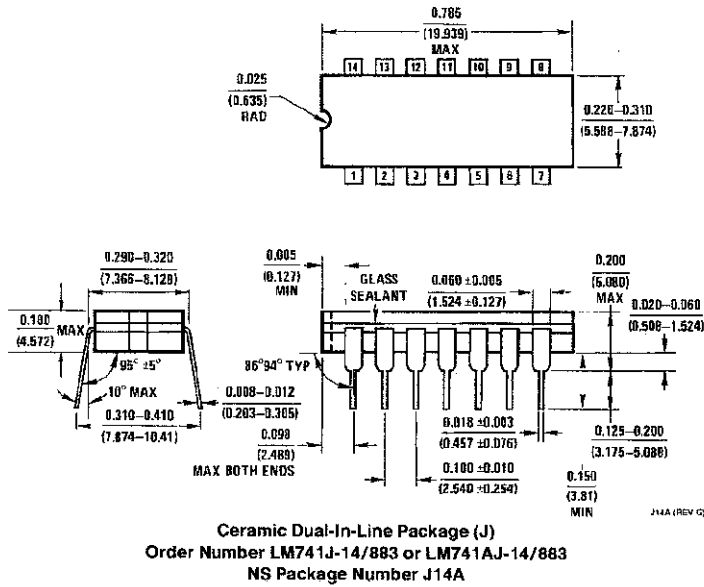 0.785
(19.939)
MAX
14 13 12 11 10 9 8
0.025
(0.635)
RAD
0.220–0.310
(5.588–7.874)
1 2 3 4 5 6 7
0.290–0.320
(7.366–8.128)
0.180
(4.572)
MAX
95° ±5°
10° MAX
0.310–0.410
(7.874–10.41)
0.008–0.012
(0.203–0.305)
0.005
(0.127)
MIN
GLASS
SEALANT
0.060 ±0.005
(1.524 ±0.127)
0.200
(5.080)
MAX
0.020–0.060
(0.508–1.524)
86°94° TYP
0.098
(2.489)
MAX BOTH ENDS
0.018 ±0.003
(0.457 ±0.076)
0.100 ±0.010
(2.540 ±0.254)
0.125–0.200
(3.175–5.080)
0.150
(3.81)
MIN
J14A (REV G)
Ceramic Dual-In-Line Package (J)
Order Number LM741J-14/883 or LM741AJ-14/883
NS Package Number J14A